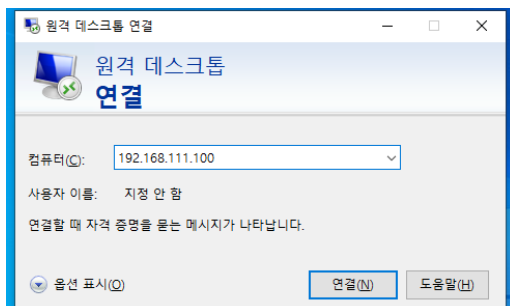 원격 데스크톱 연결
원격 데스크톱
연결
컴퓨터(C): 192.168.111.100
사용자 이름: 지정 안 함
연결할 때 자격 증명을 묻는 메시지가 나타납니다.
옵션 표시(O) 연결(N) 도움말(H)